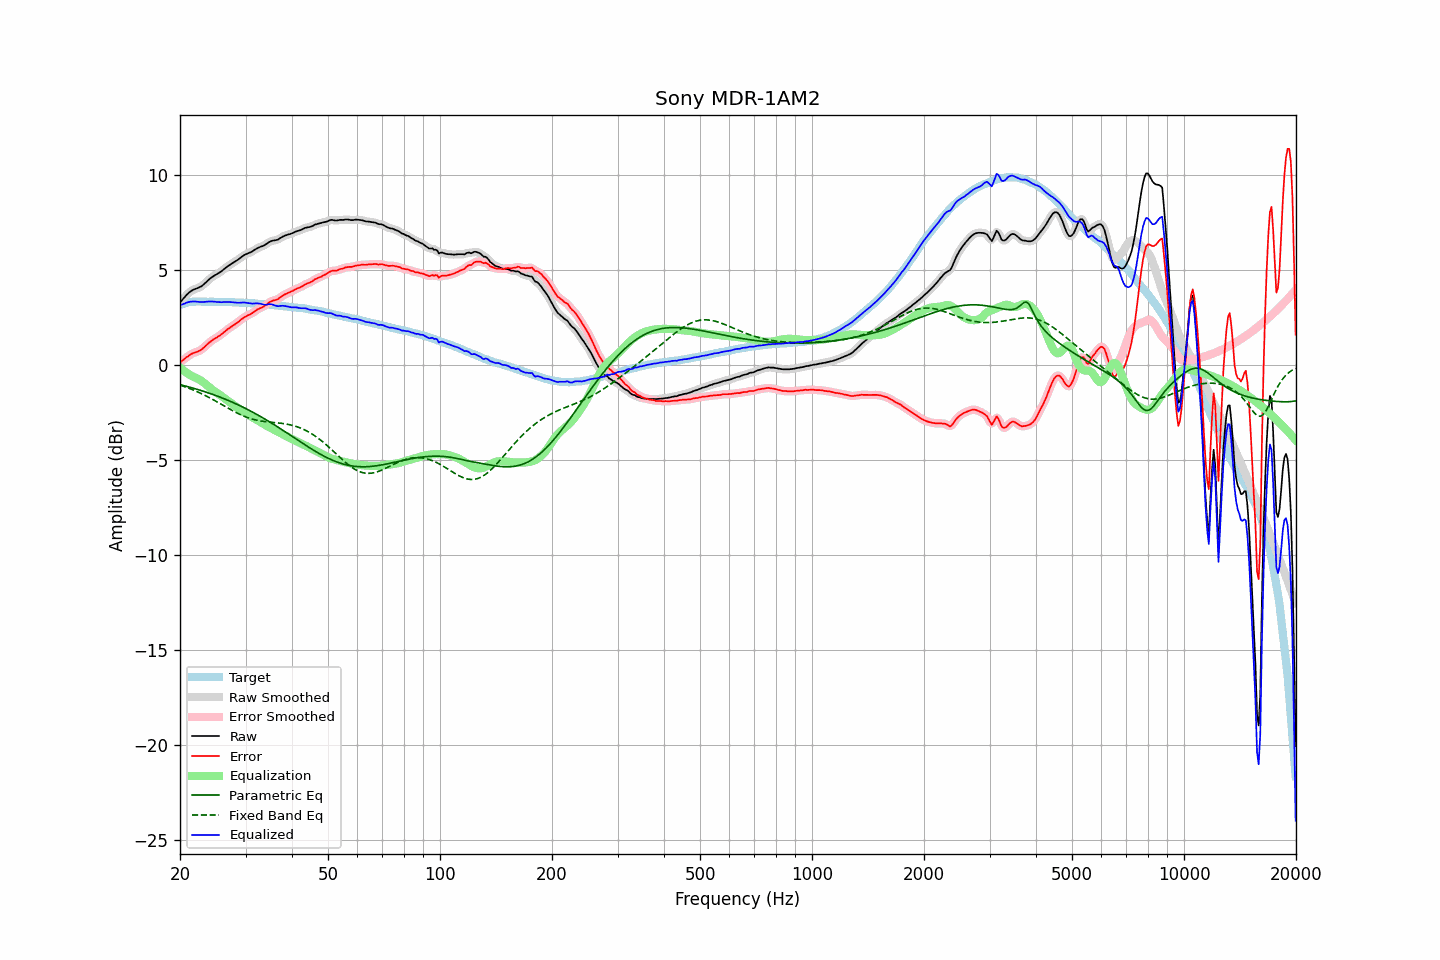 Sony MDR-1AM2
Amplitude (dBr)
10
5
0
−5
−10
−15
−20
−25
Target
Raw Smoothed
Error Smoothed
Raw
Error
Equalization
Parametric Eq
Fixed Band Eq
Equalized
20 50 100 200 500 1000 2000 5000 10000 20000
Frequency (Hz)